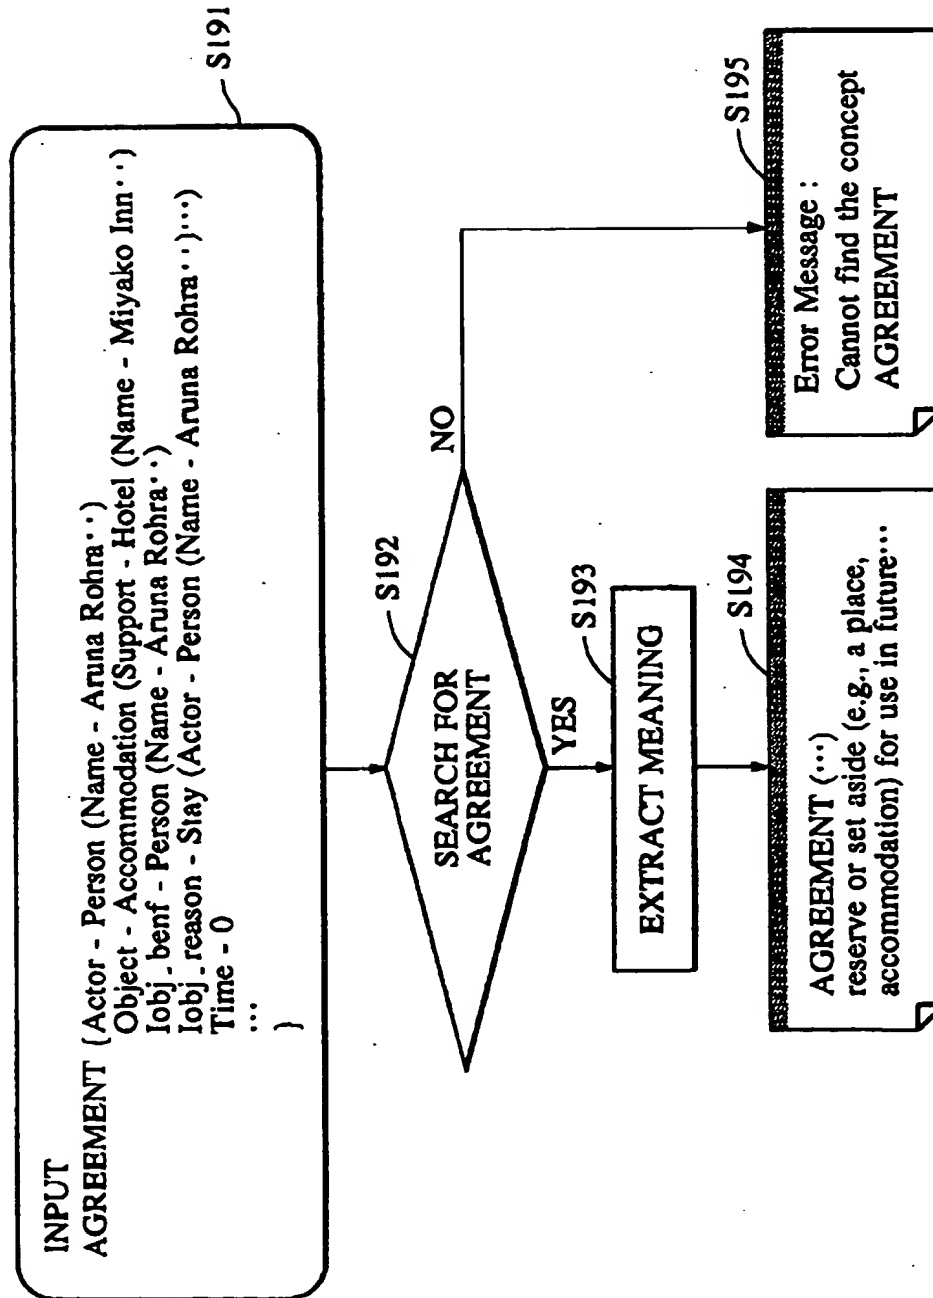 INPUT
AGREEMENT {Actor - Person (Name - Aruna Rohra··)
Object - Accommodation (Support - Hotel (Name - Miyako Inn··)
Iobj_benf - Person (Name - Aruna Rohra··)
Iobj_reason - Stay (Actor - Person (Name - Aruna Rohra··)···)
Time - 0
···
}
S191
SEARCH FOR
AGREEMENT
S192
NO
YES
EXTRACT MEANING
S193
AGREEMENT (···)
reserve or set aside (e.g., a place,
accommodation) for use in future···
S194
Error Message :
Cannot find the concept
AGREEMENT
S195